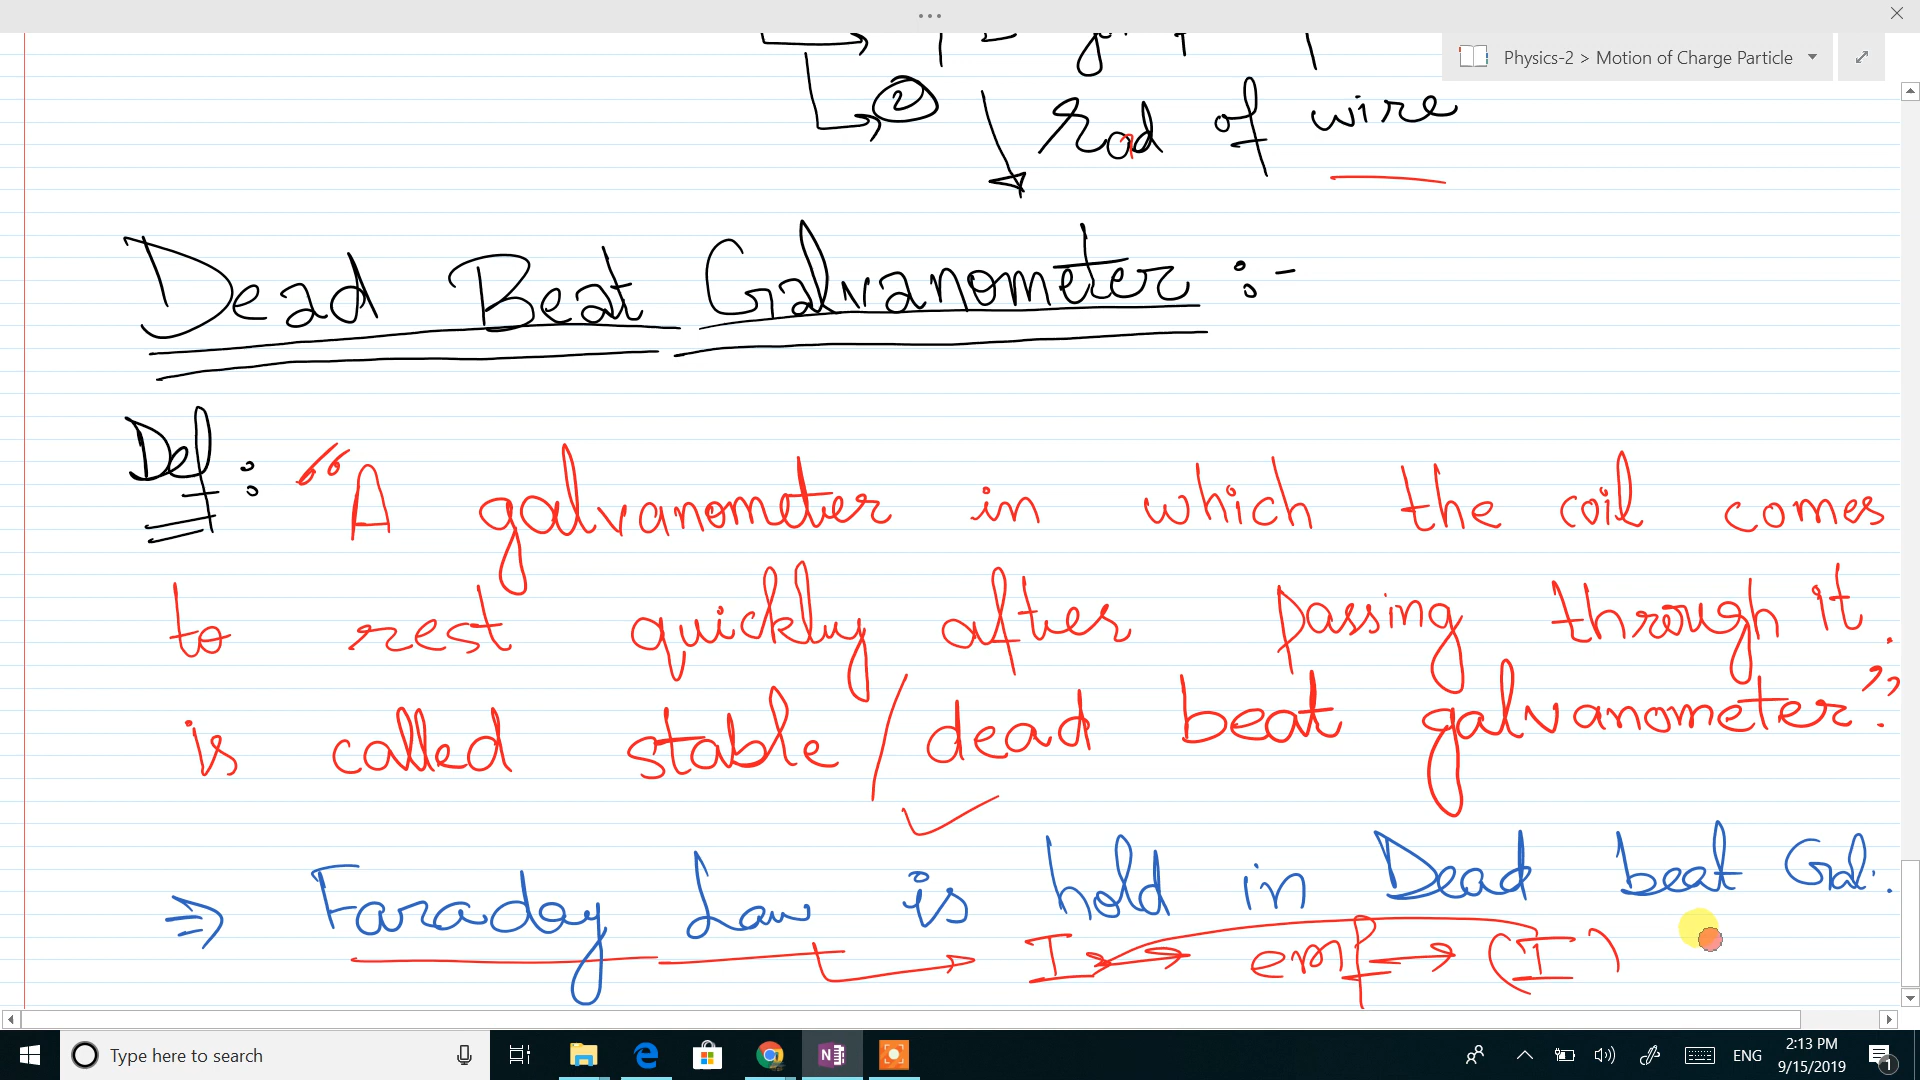 Physics-2 > Motion of Charge Particle
2 rod of wire
Dead Beat Galvanometer :-
Def : "A galvanometer in which the coil comes
to rest quickly after passing through it.
is called stable / dead beat galvanometer."
⇒ Faraday Law is hold in Dead beat Gal.
I → emf → (I)
Type here to search
ENG
2:13 PM
9/15/2019
1